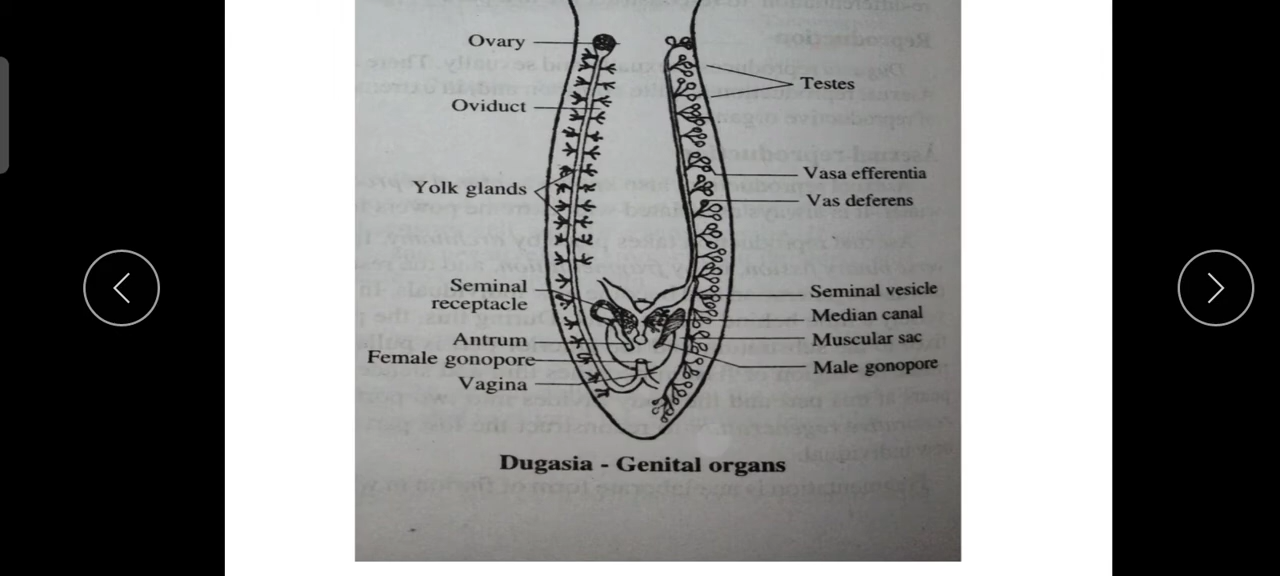 Ovary
Oviduct
Yolk glands
Seminal
receptacle
Antrum
Female gonopore
Vagina
Testes
Vasa efferentia
Vas deferens
Seminal vesicle
Median canal
Muscular sac
Male gonopore
Dugasia - Genital organs